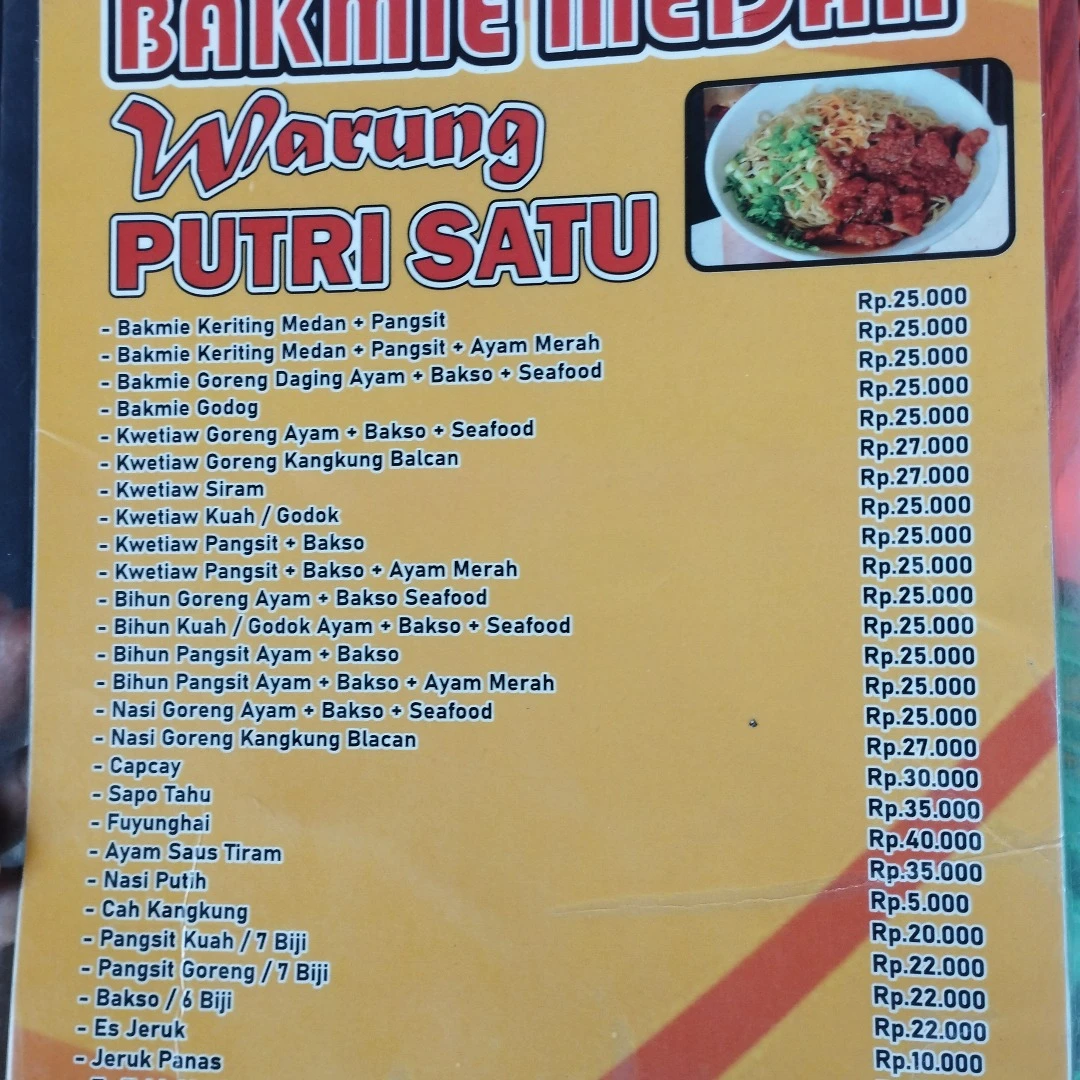 BAKMIE MEDAN
Warung
PUTRI SATU
- Bakmie Keriting Medan + Pangsit Rp.25.000
- Bakmie Keriting Medan + Pangsit + Ayam Merah Rp.25.000
- Bakmie Goreng Daging Ayam + Bakso + Seafood Rp.25.000
- Bakmie Godog Rp.25.000
- Kwetiaw Goreng Ayam + Bakso + Seafood Rp.25.000
- Kwetiaw Goreng Kangkung Balcan Rp.27.000
- Kwetiaw Siram Rp.27.000
- Kwetiaw Kuah / Godok Rp.25.000
- Kwetiaw Pangsit + Bakso Rp.25.000
- Kwetiaw Pangsit + Bakso + Ayam Merah Rp.25.000
- Bihun Goreng Ayam + Bakso Seafood Rp.25.000
- Bihun Kuah / Godok Ayam + Bakso + Seafood Rp.25.000
- Bihun Pangsit Ayam + Bakso Rp.25.000
- Bihun Pangsit Ayam + Bakso + Ayam Merah Rp.25.000
- Nasi Goreng Ayam + Bakso + Seafood Rp.25.000
- Nasi Goreng Kangkung Blacan Rp.27.000
- Capcay Rp.30.000
- Sapo Tahu Rp.35.000
- Fuyunghai Rp.40.000
- Ayam Saus Tiram Rp.35.000
- Nasi Putih Rp.5.000
- Cah Kangkung Rp.20.000
- Pangsit Kuah / 7 Biji Rp.22.000
- Pangsit Goreng / 7 Biji Rp.22.000
- Bakso / 6 Biji Rp.22.000
- Es Jeruk Rp.10.000
- Jeruk Panas